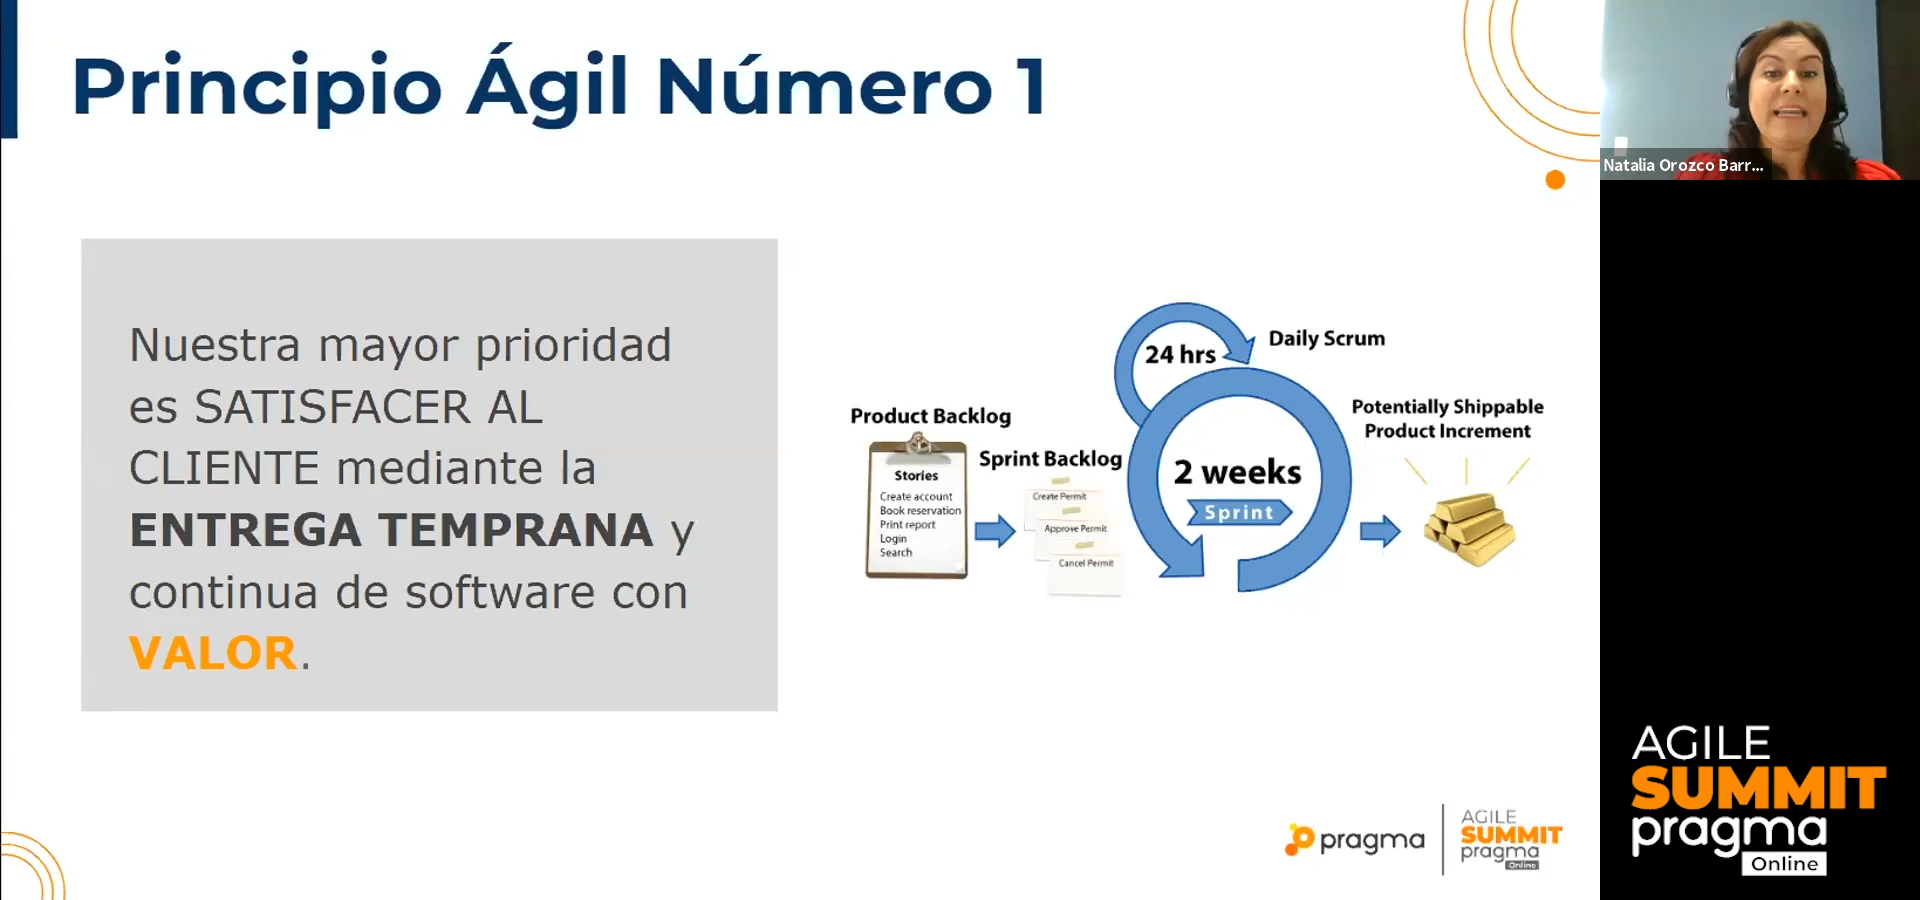 Principio Ágil Número 1
Natalia Orozco Barr...
Nuestra mayor prioridad
es SATISFACER AL
CLIENTE mediante la
ENTREGA TEMPRANA y
continua de software con
VALOR.
24 hrs
Daily Scrum
Product Backlog
Stories
Create account
Book reservation
Print report
Login
Search
Sprint Backlog
Create Permit
Approve Permit
Cancel Permit
2 weeks
Sprint
Potentially Shippable
Product Increment
pragma
AGILE
SUMMIT
pragma
Online
AGILE
SUMMIT
pragma
Online